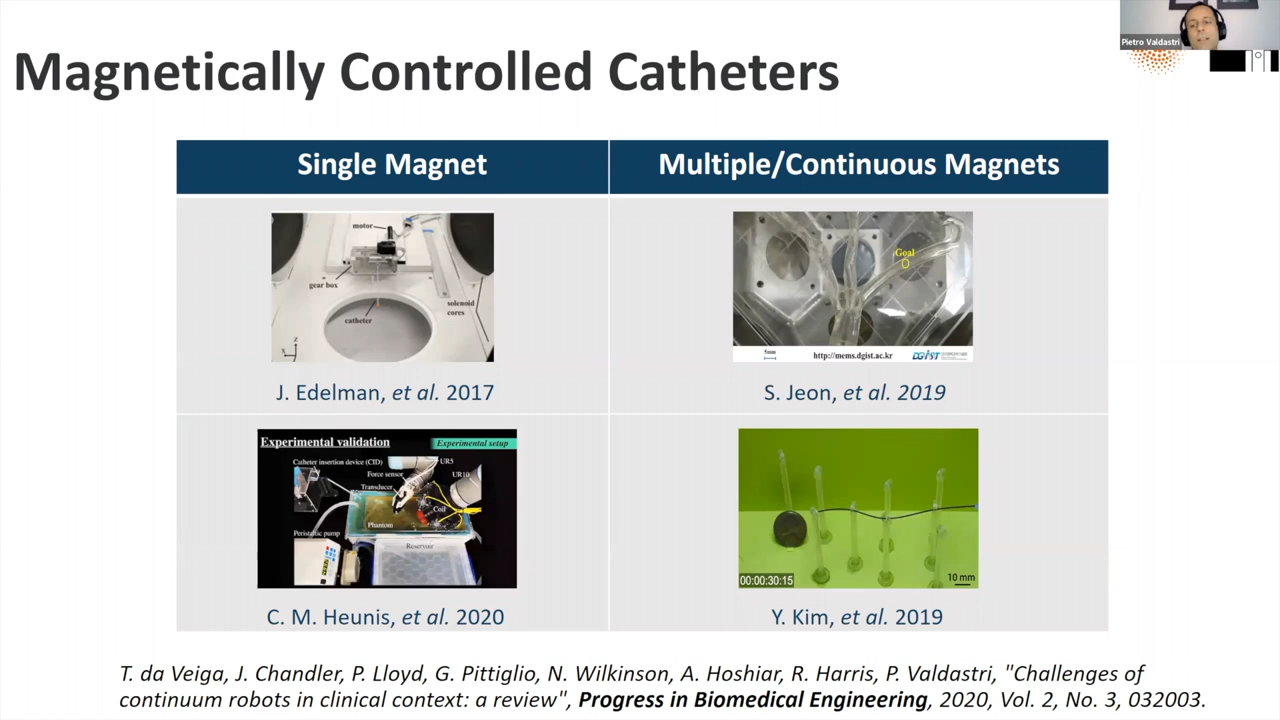 Pietro Valdastri
Magnetically Controlled Catheters
Single Magnet
Multiple/Continuous Magnets
motor
gear box
catheter
solenoid
cores
z
x
J. Edelman, et al. 2017
Goal
5mm
http://mems.dgist.ac.kr
DGIST
S. Jeon, et al. 2019
Experimental validation
Experimental setup
Catheter insertion device (CID)
UR5
Force sensor
UR10
Transducer
Coil
Phantom
Peristaltic pump
Reservoir
C. M. Heunis, et al. 2020
00:00:30:15
10 mm
Y. Kim, et al. 2019
T. da Veiga, J. Chandler, P. Lloyd, G. Pittiglio, N. Wilkinson, A. Hoshiar, R. Harris, P. Valdastri, "Challenges of
continuum robots in clinical context: a review", Progress in Biomedical Engineering, 2020, Vol. 2, No. 3, 032003.